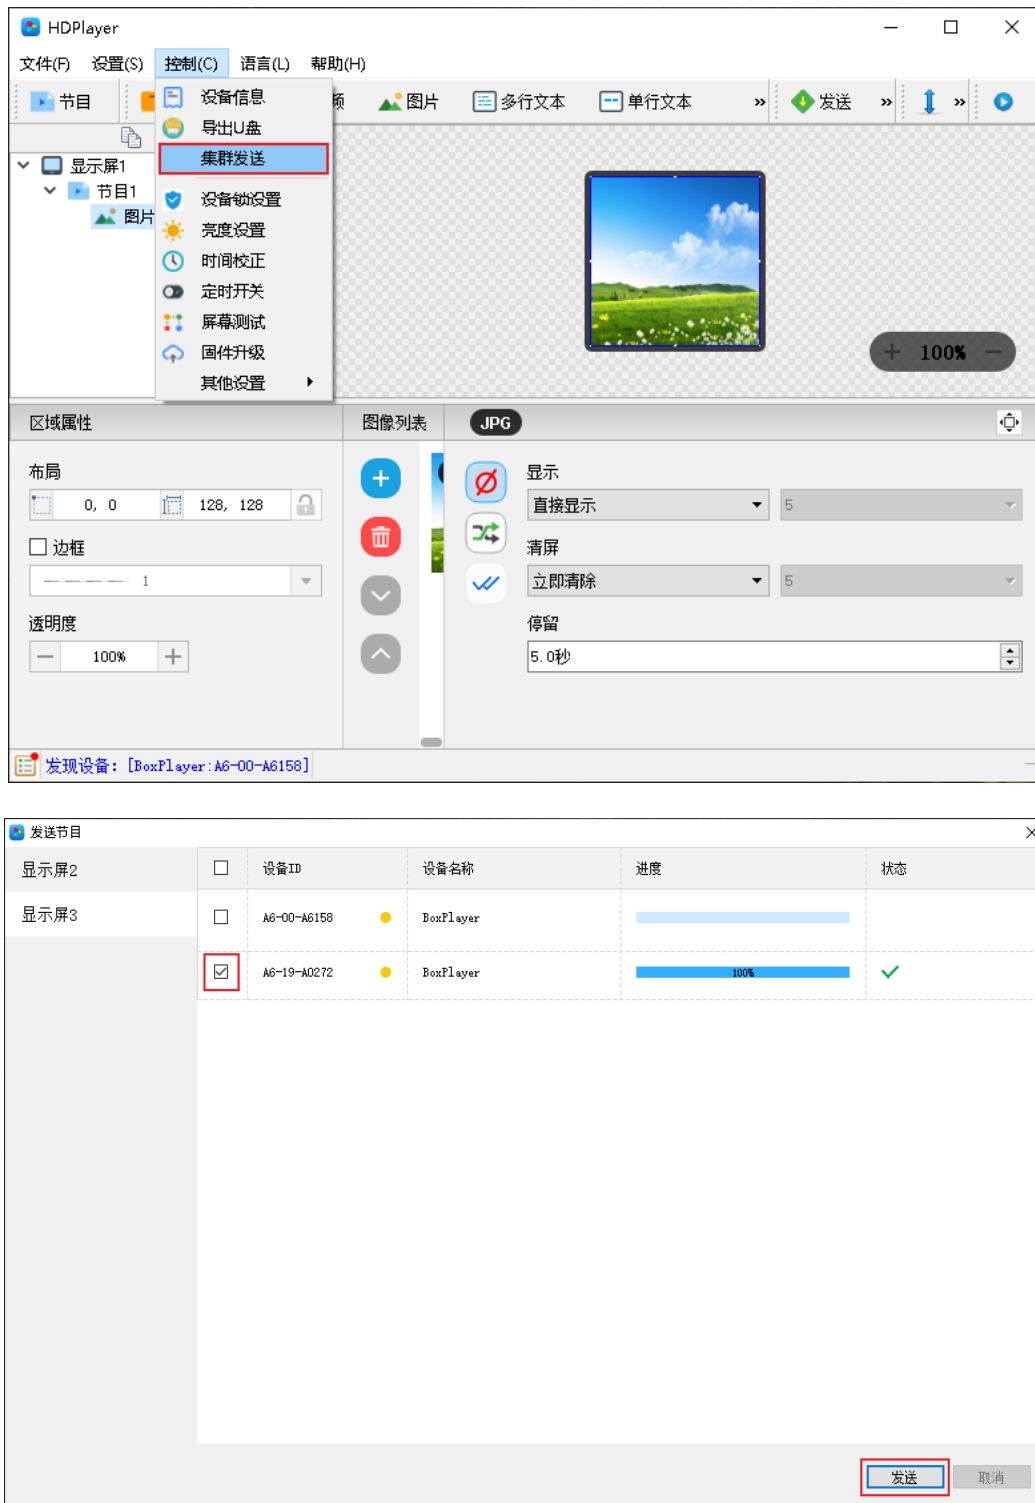 HDPlayer
文件(F) 设置(S) 控制(C) 语言(L) 帮助(H)
节目 频 图片 多行文本 单行文本 » 发送 » »
设备信息
导出U盘
集群发送
设备锁设置
亮度设置
时间校正
定时开关
屏幕测试
固件升级
其他设置
显示屏1
节目1
图片
+ 100% −
区域属性 图像列表 JPG
布局 显示
0, 0 128, 128 直接显示 5
边框 清屏
1 立即清除 5
透明度 停留
— 100% + 5.0秒
发现设备: [BoxPlayer:A6-00-A6158]
发送节目
显示屏2 设备ID 设备名称 进度 状态
显示屏3 A6-00-A6158 BoxPlayer
A6-19-A0272 BoxPlayer 100%
发送 取消